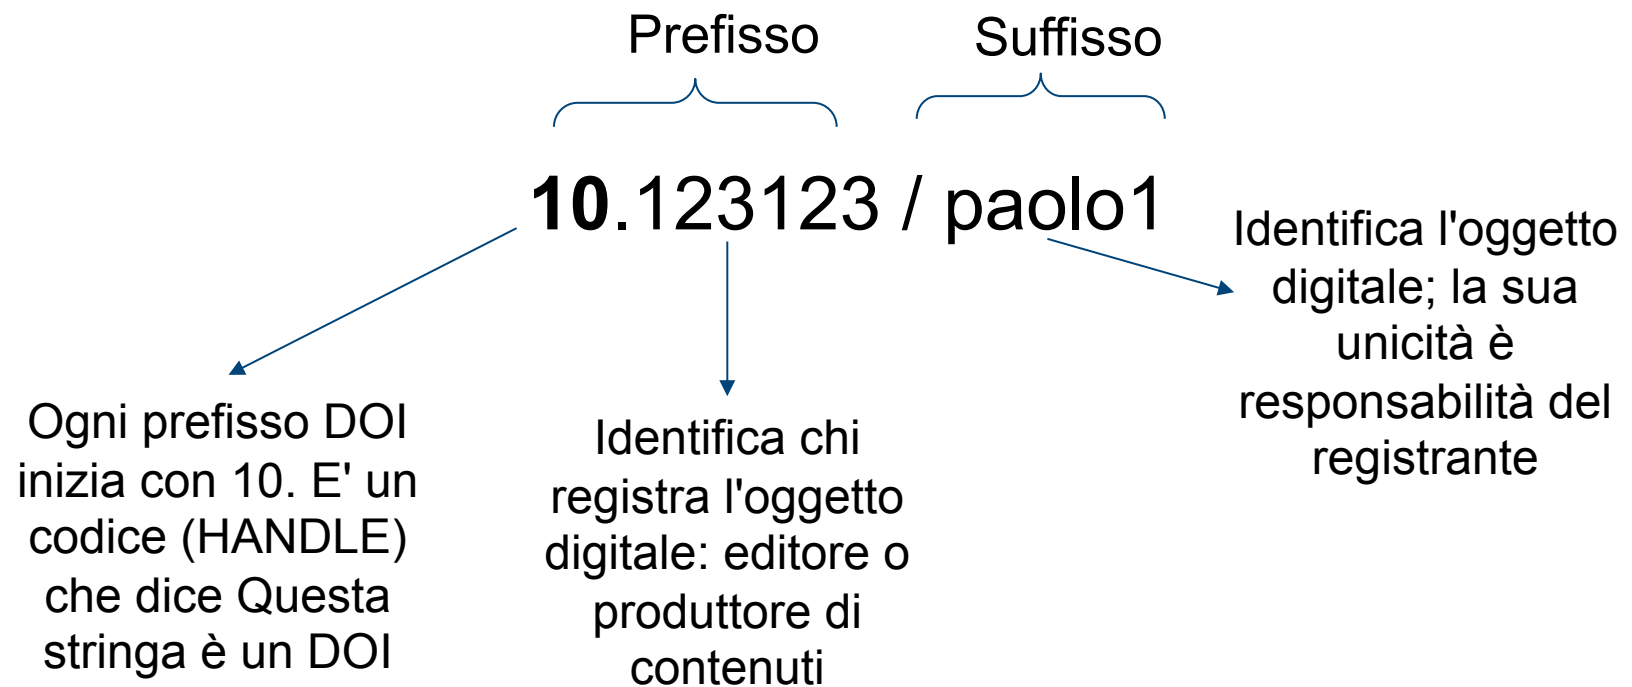 Prefisso
Suffisso
10.123123 / paolo1
Ogni prefisso DOI
inizia con 10. E' un
codice (HANDLE)
che dice Questa
stringa è un DOI
Identifica chi
registra l'oggetto
digitale: editore o
produttore di
contenuti
Identifica l'oggetto
digitale; la sua
unicità è
responsabilità del
registrante